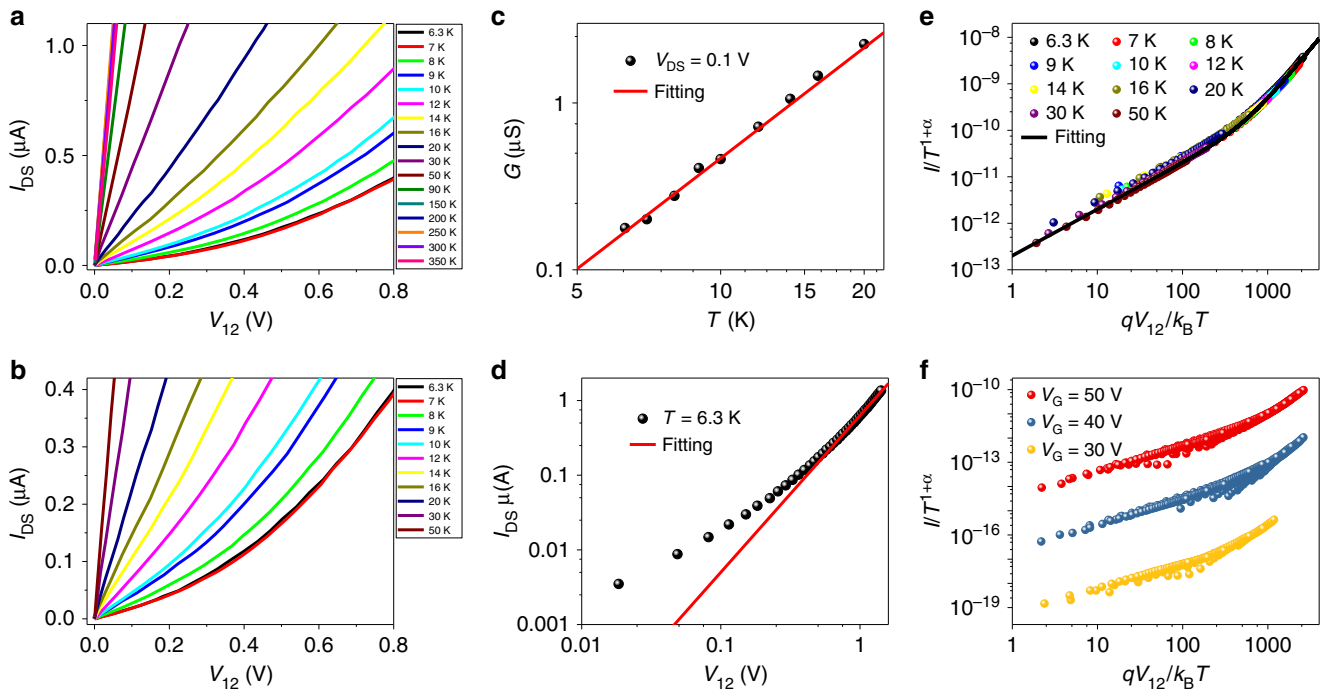 a
1.0
0.5
0.0
I_DS (μA)
0.0 0.2 0.4 0.6 0.8
V_12 (V)
6.3 K
7 K
8 K
9 K
10 K
12 K
14 K
16 K
20 K
30 K
50 K
90 K
150 K
200 K
250 K
300 K
350 K
b
0.4
0.3
0.2
0.1
0.0
I_DS (μA)
0.0 0.2 0.4 0.6 0.8
V_12 (V)
6.3 K
7 K
8 K
9 K
10 K
12 K
14 K
16 K
20 K
30 K
50 K
c
V_DS = 0.1 V
Fitting
1
0.1
G (μS)
5 10 15 20
T (K)
d
T = 6.3 K
Fitting
1
0.1
0.01
0.001
I_DS μ(A)
0.01 0.1 1
V_12 (V)
e
6.3 K 7 K 8 K
9 K 10 K 12 K
14 K 16 K 20 K
30 K 50 K
Fitting
10^−8
10^−9
10^−10
10^−11
10^−12
10^−13
I/T^1+α
1 10 100 1000
qV_12/k_BT
f
V_G = 50 V
V_G = 40 V
V_G = 30 V
10^−10
10^−13
10^−16
10^−19
I/T^1+α
1 10 100 1000
qV_12/k_BT